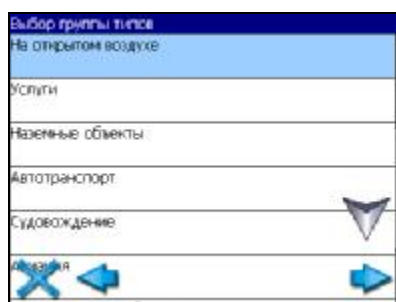 Выбор группы типов
На открытом воздухе
Услуги
Наземные объекты
Автотранспорт
Судовождение